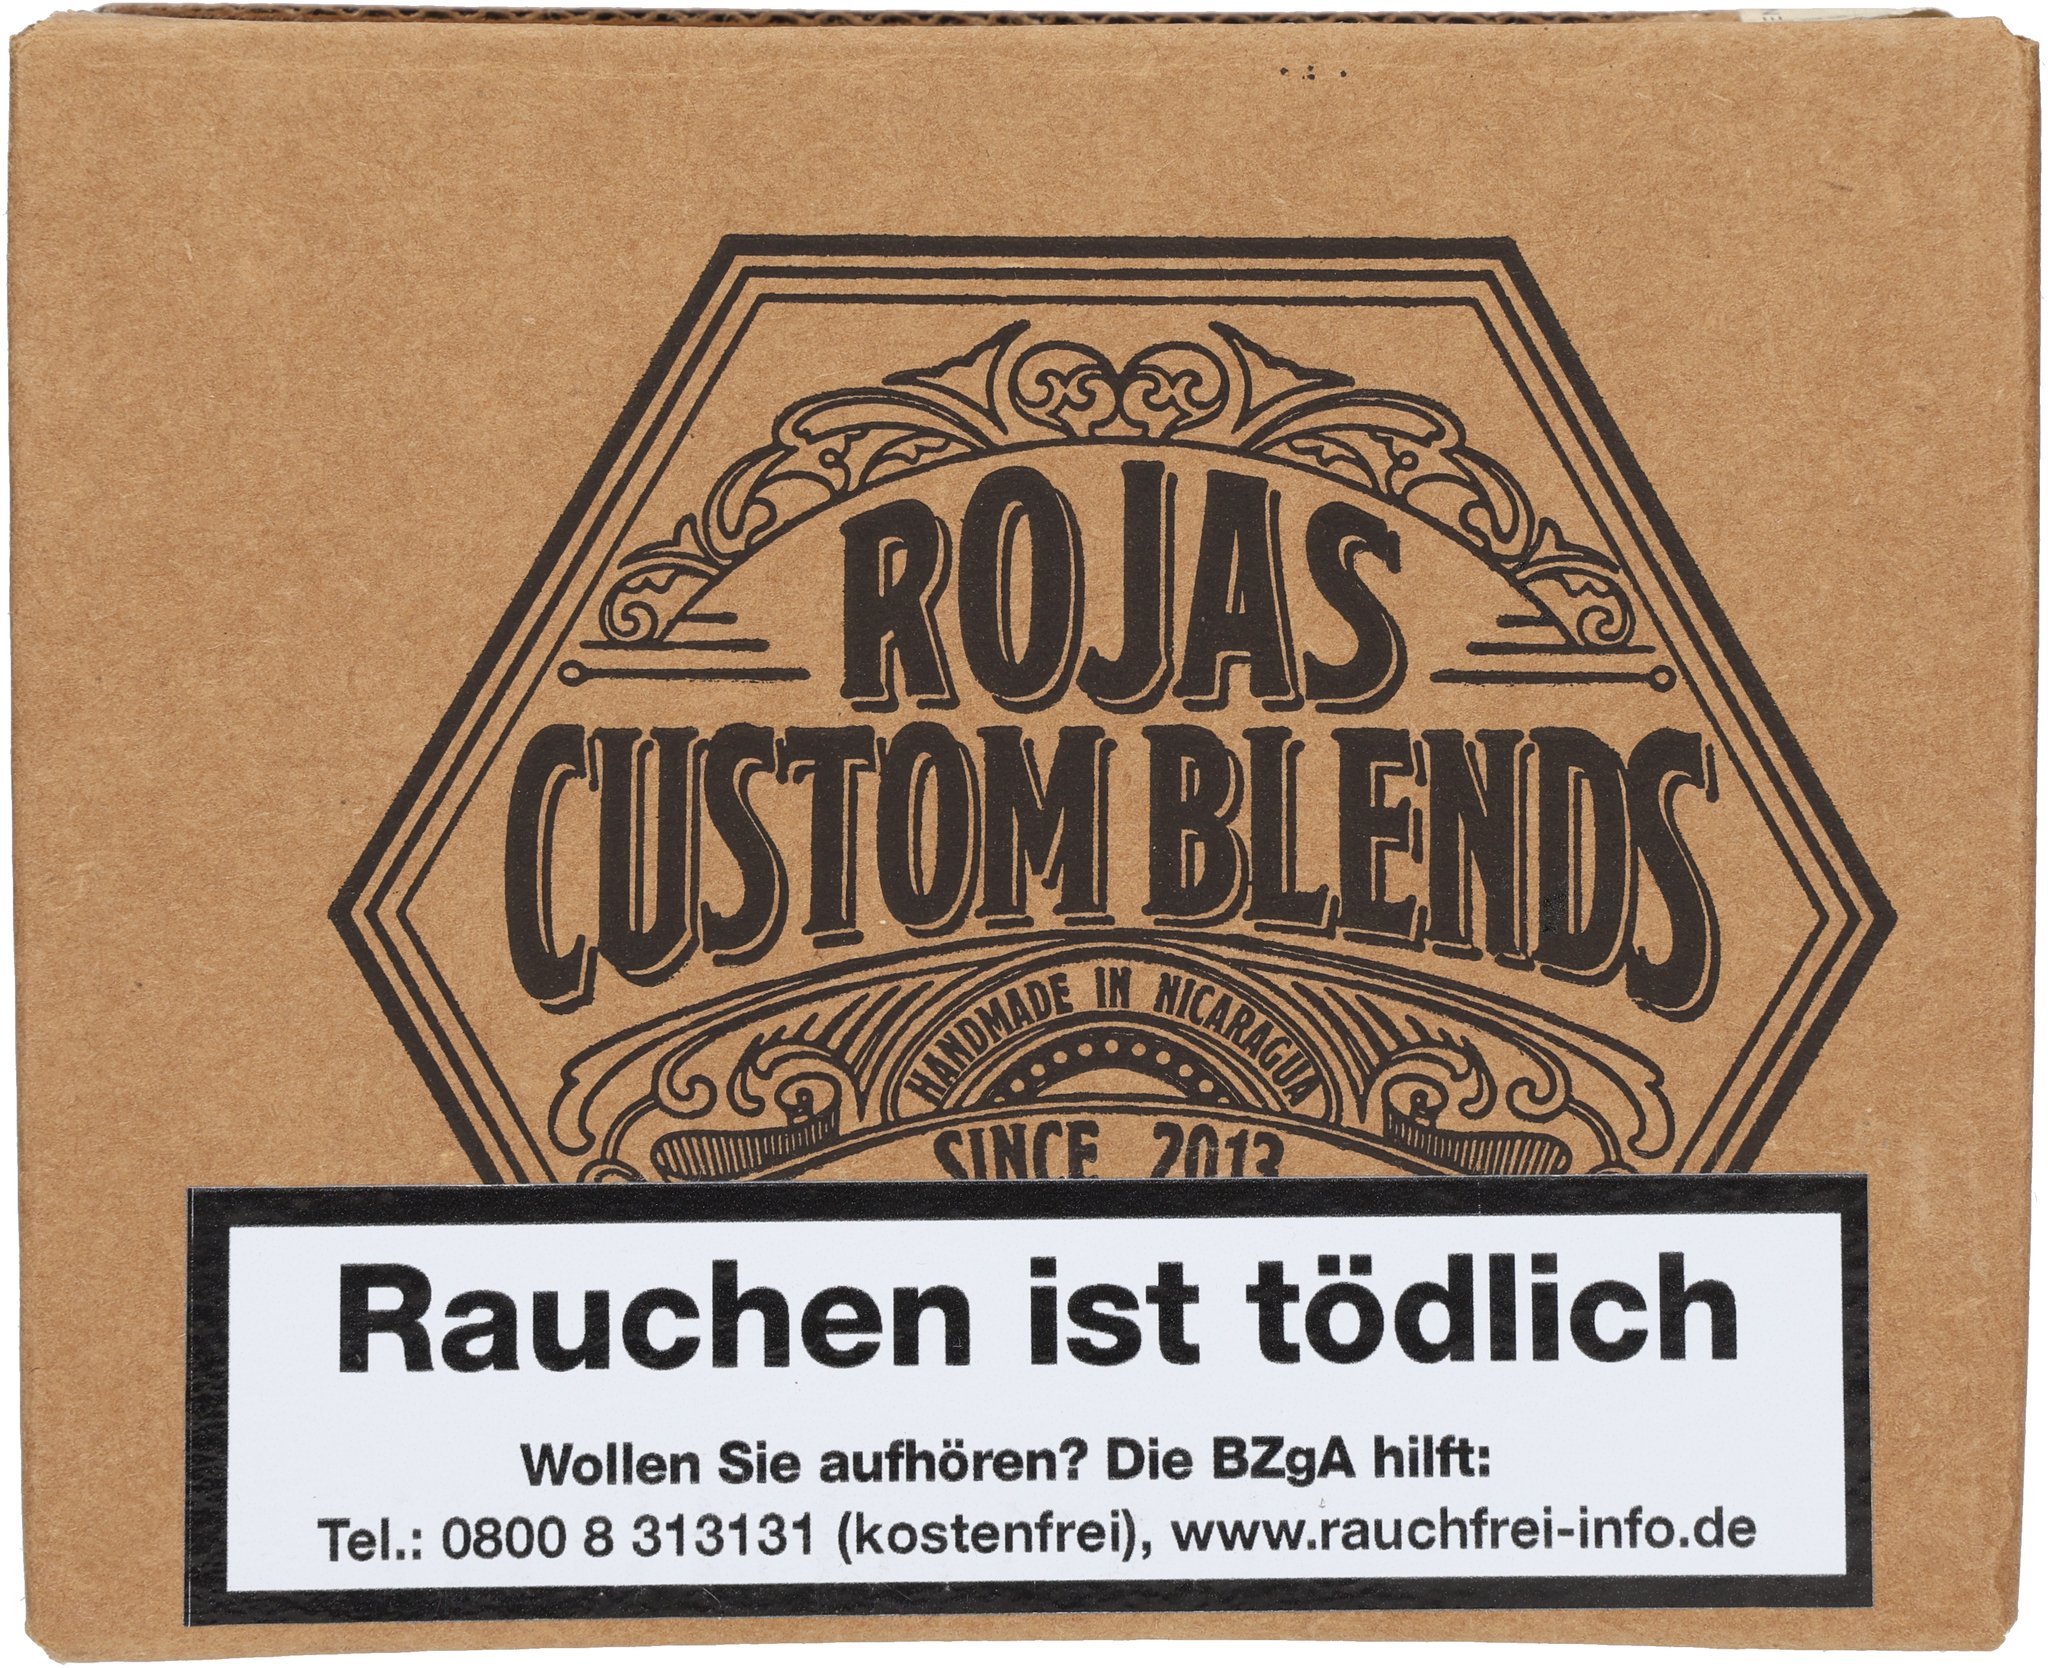 ROJAS
CUSTOM BLENDS
HANDMADE IN NICARAGUA
SINCE 2013
Rauchen ist tödlich
Wollen Sie aufhören? Die BZgA hilft:
Tel.: 0800 8 313131 (kostenfrei), www.rauchfrei-info.de